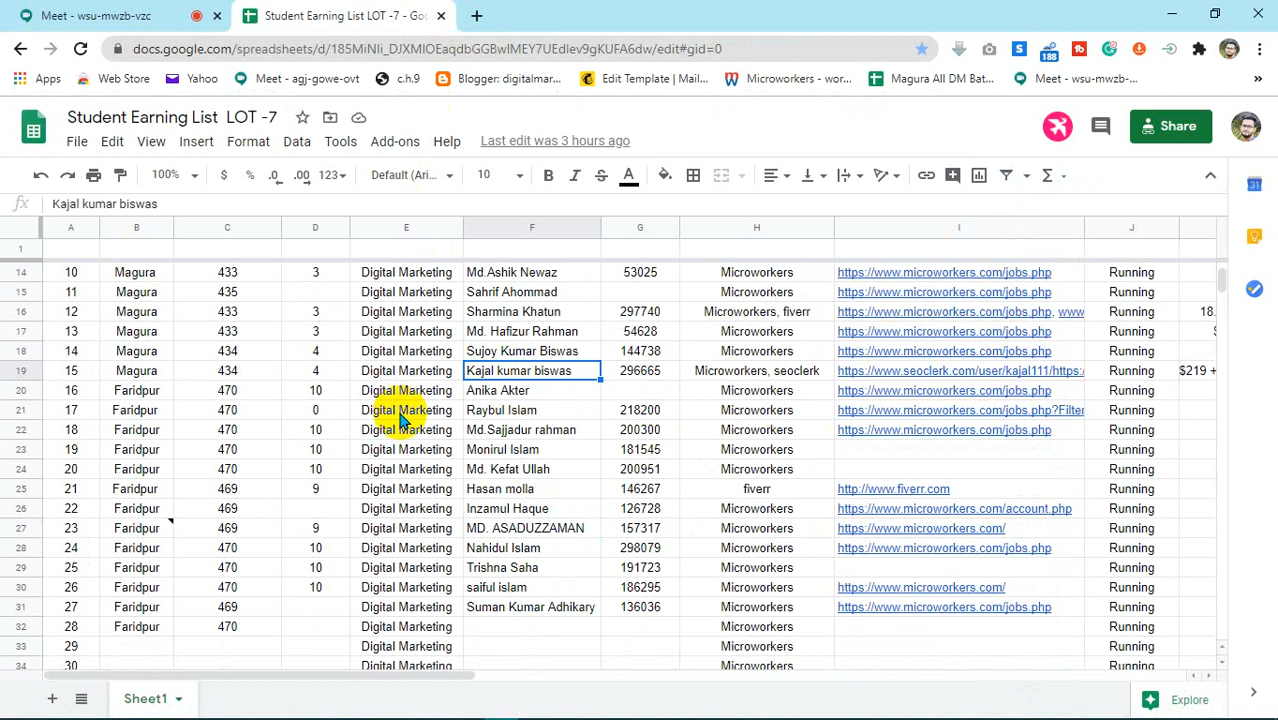 Meet - wsu-mwzb-vzc × Student Earning List LOT -7 - Go × +
docs.google.com/spreadsheets/d/185MiNIi_DJXMIOEaqdbGGBwIMEY7UEdlev9gKUFA6dw/edit#gid=0
188
Apps Web Store Yahoo Meet - agj-gowe-ovt c.h.9 Blogger: digitalmar... Edit Template | Mail... Microworkers - wor... Magura All DM Bat... Meet - wsu-mwzb-... »
Student Earning List LOT -7
Share
File Edit View Insert Format Data Tools Add-ons Help Last edit was 3 hours ago
100% $ % .0 .00 123 Default (Ari... 10 B I S A
fx Kajal kumar biswas
A B C D E F G H I J
1
14 10 Magura 433 3 Digital Marketing Md.Ashik Newaz 53025 Microworkers https://www.microworkers.com/jobs.php Running
15 11 Magura 435 Digital Marketing Sahrif Ahommad Microworkers https://www.microworkers.com/jobs.php Running
16 12 Magura 433 3 Digital Marketing Sharmina Khatun 297740 Microworkers, fiverr https://www.microworkers.com/jobs.php, www Running 18.
17 13 Magura 433 3 Digital Marketing Md. Hafizur Rahman 54628 Microworkers https://www.microworkers.com/jobs.php Running
18 14 Magura 434 4 Digital Marketing Sujoy Kumar Biswas 144738 Microworkers https://www.microworkers.com/jobs.php Running
19 15 Magura 434 4 Digital Marketing Kajal kumar biswas 296665 Microworkers, seoclerk https://www.seoclerk.com/user/kajal111/https: Running $219 +
20 16 Faridpur 470 10 Digital Marketing Anika Akter Microworkers https://www.microworkers.com/jobs.php Running
21 17 Faridpur 470 0 Digital Marketing Raybul Islam 218200 Microworkers https://www.microworkers.com/jobs.php?Filter Running
22 18 Faridpur 470 10 Digital Marketing Md.Sajjadur rahman 200300 Microworkers https://www.microworkers.com/jobs.php Running
23 19 Faridpur 470 10 Digital Marketing Monirul Islam 181545 Microworkers Running
24 20 Faridpur 470 10 Digital Marketing Md. Kefat Ullah 200951 Microworkers Running
25 21 Faridpur 469 9 Digital Marketing Hasan molla 146267 fiverr http://www.fiverr.com Running
26 22 Faridpur 469 Digital Marketing Inzamul Haque 126728 Microworkers https://www.microworkers.com/account.php Running
27 23 Faridpur 469 9 Digital Marketing MD. ASADUZZAMAN 157317 Microworkers https://www.microworkers.com/ Running
28 24 Faridpur 470 10 Digital Marketing Nahidul Islam 298079 Microworkers https://www.microworkers.com/jobs.php Running
29 25 Faridpur 470 10 Digital Marketing Trishna Saha 191723 Microworkers Running
30 26 Faridpur 470 10 Digital Marketing saiful islam 186295 Microworkers https://www.microworkers.com/ Running
31 27 Faridpur 469 Digital Marketing Suman Kumar Adhikary 136036 Microworkers https://www.microworkers.com/jobs.php Running
32 28 Faridpur 470 Digital Marketing Microworkers Running
33 29 Digital Marketing Microworkers Running
34 30 Digital Marketing Microworkers Running
Sheet1
Explore